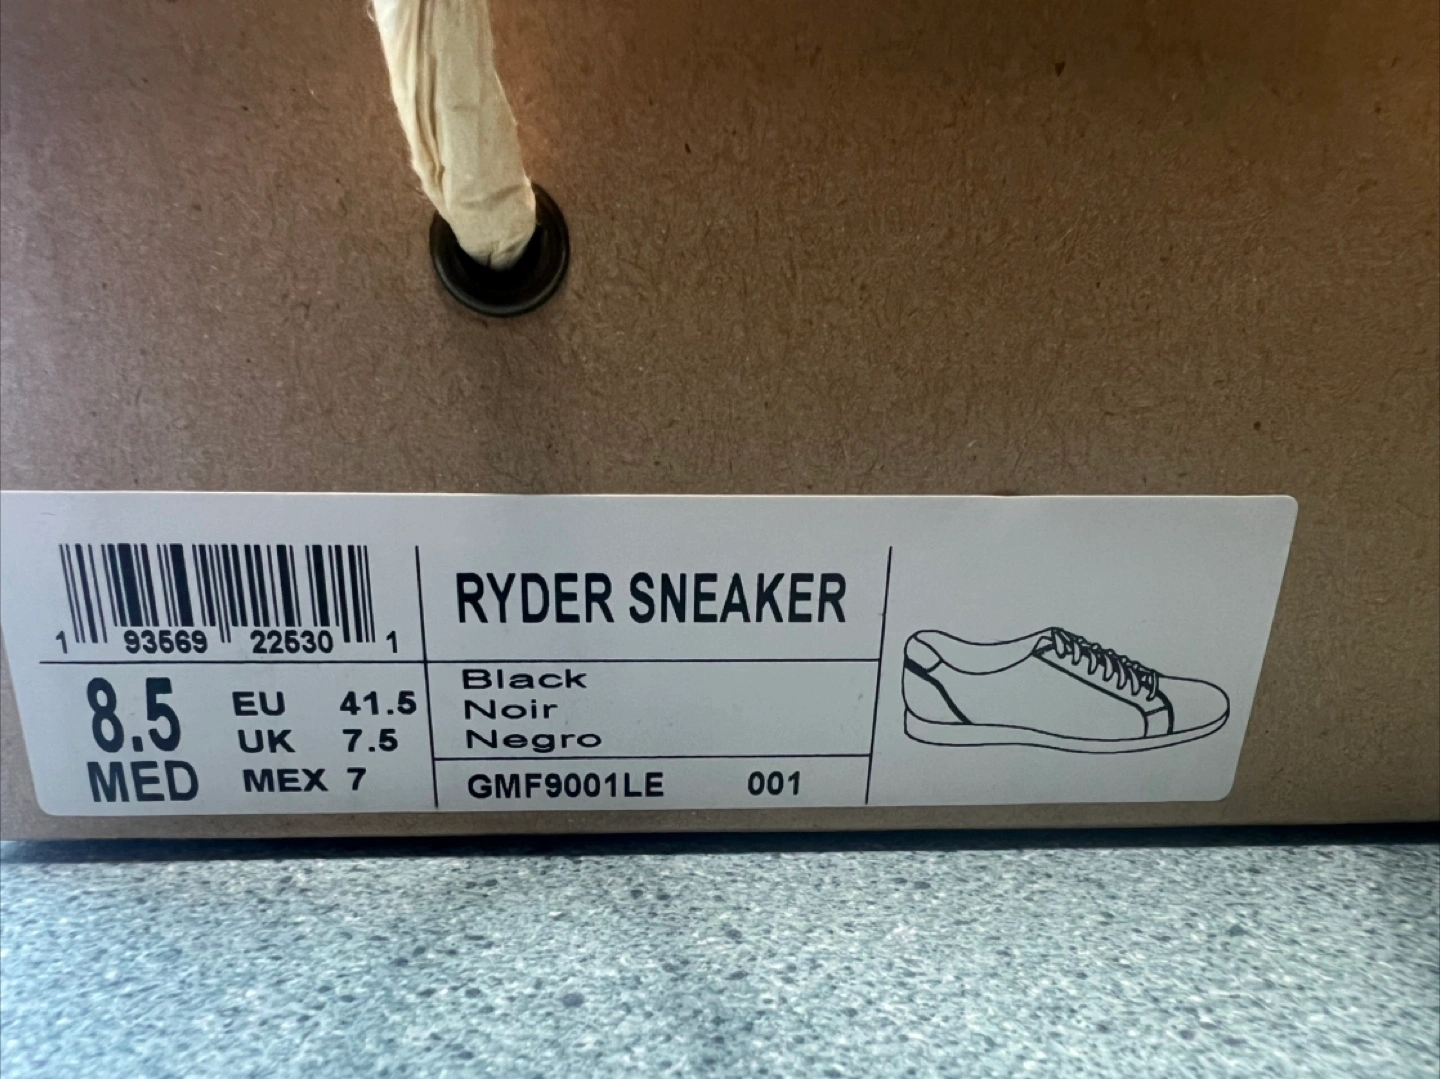 RYDER SNEAKER
1 93569 22530 1
8.5
MED
EU 41.5
UK 7.5
MEX 7
Black
Noir
Negro
GMF9001LE 001